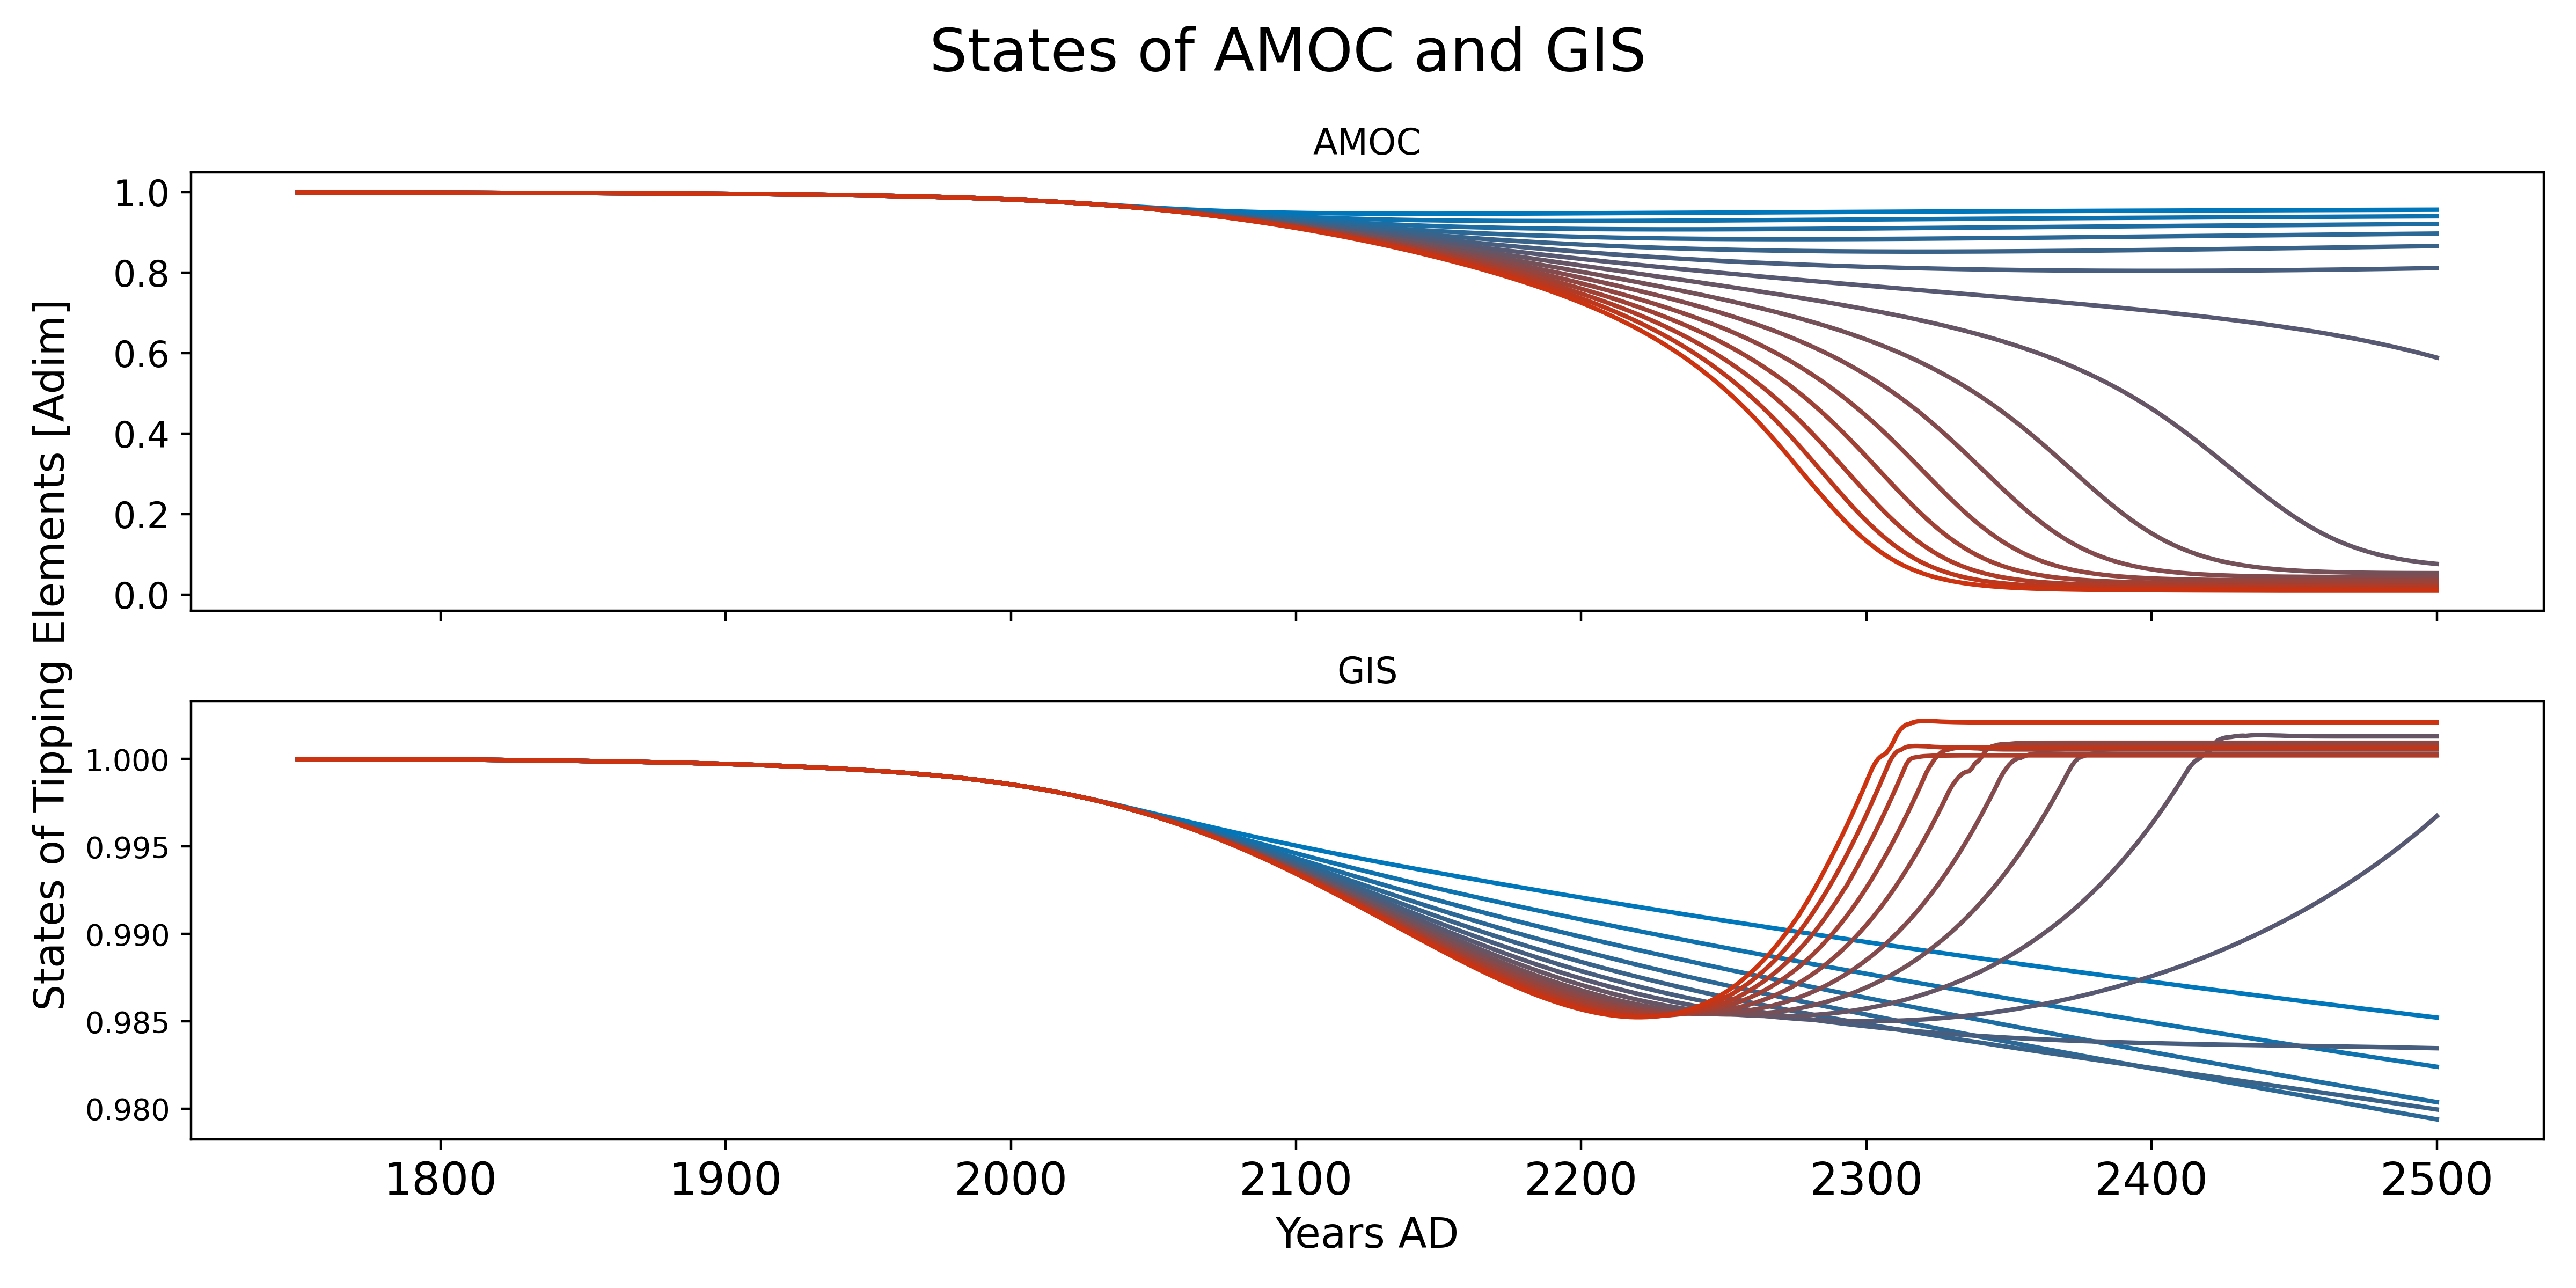 States of AMOC and GIS
AMOC
1.0
0.8
0.6
0.4
0.2
0.0
States of Tipping Elements [Adim]
GIS
1.000
0.995
0.990
0.985
0.980
1800 1900 2000 2100 2200 2300 2400 2500
Years AD